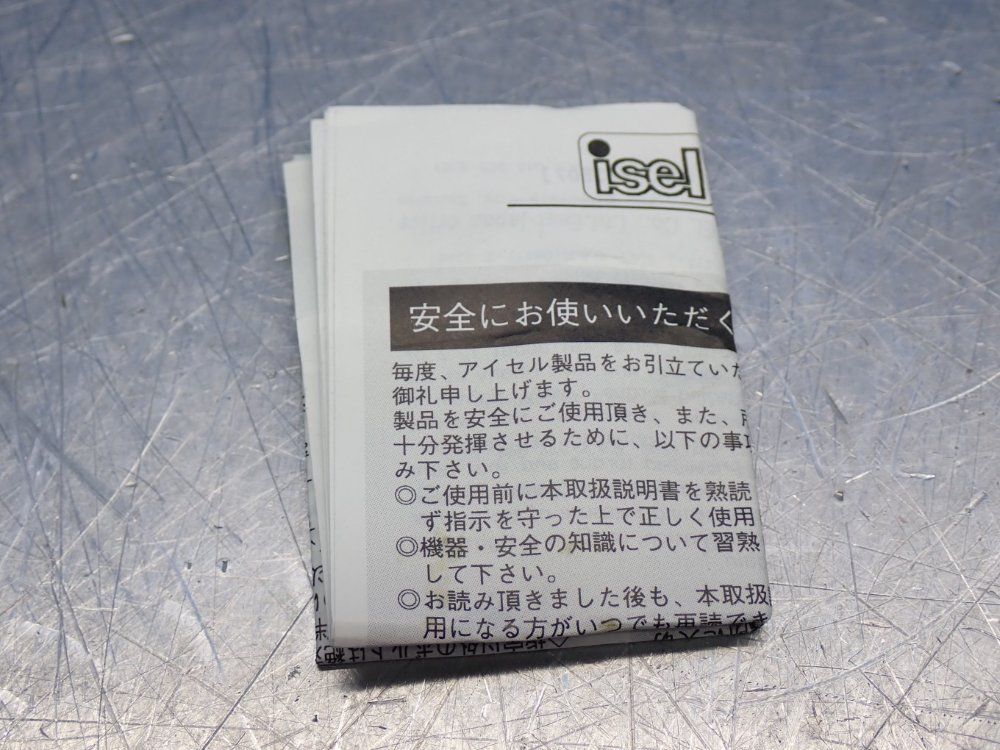 isel
安全にお使いいただく
毎度、アイセル製品をお引立ていた
御礼申し上げます。
製品を安全にご使用頂き、また、
十分発揮させるために、以下の事項
み下さい。
◎ご使用前に本取扱説明書を熟読
ず指示を守った上で正しく使用
◎機器・安全の知識について習熟
して下さい。
◎お読み頂きました後も、本取扱
用になる方がいつでも再読でき